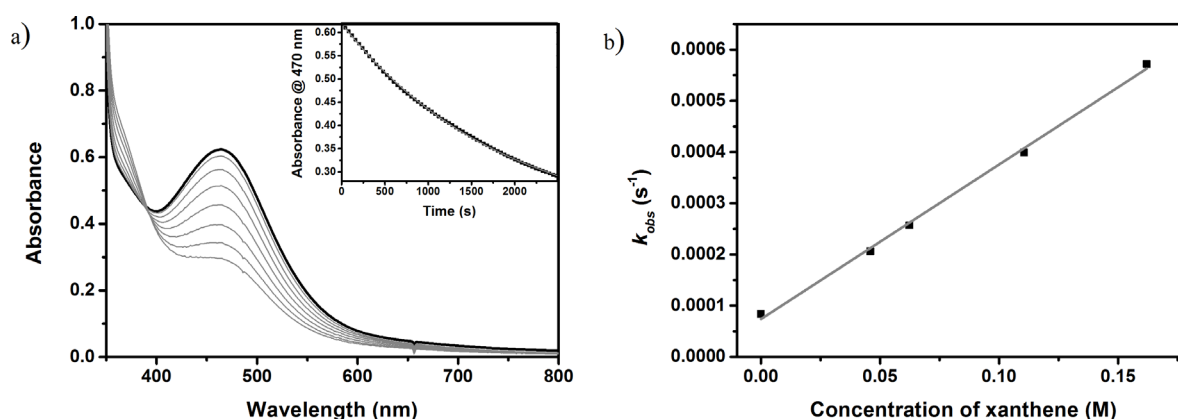 a)
1.0
0.8
0.6
0.4
0.2
0.0
Absorbance
400 500 600 700 800
Wavelength (nm)
0.60
0.55
0.50
0.45
0.40
0.35
0.30
Absorbance @ 470 nm
0 500 1000 1500 2000
Time (s)
b)
0.0006
0.0005
0.0004
0.0003
0.0002
0.0001
0.0000
kobs (s-1)
0.00 0.05 0.10 0.15
Concentration of xanthene (M)